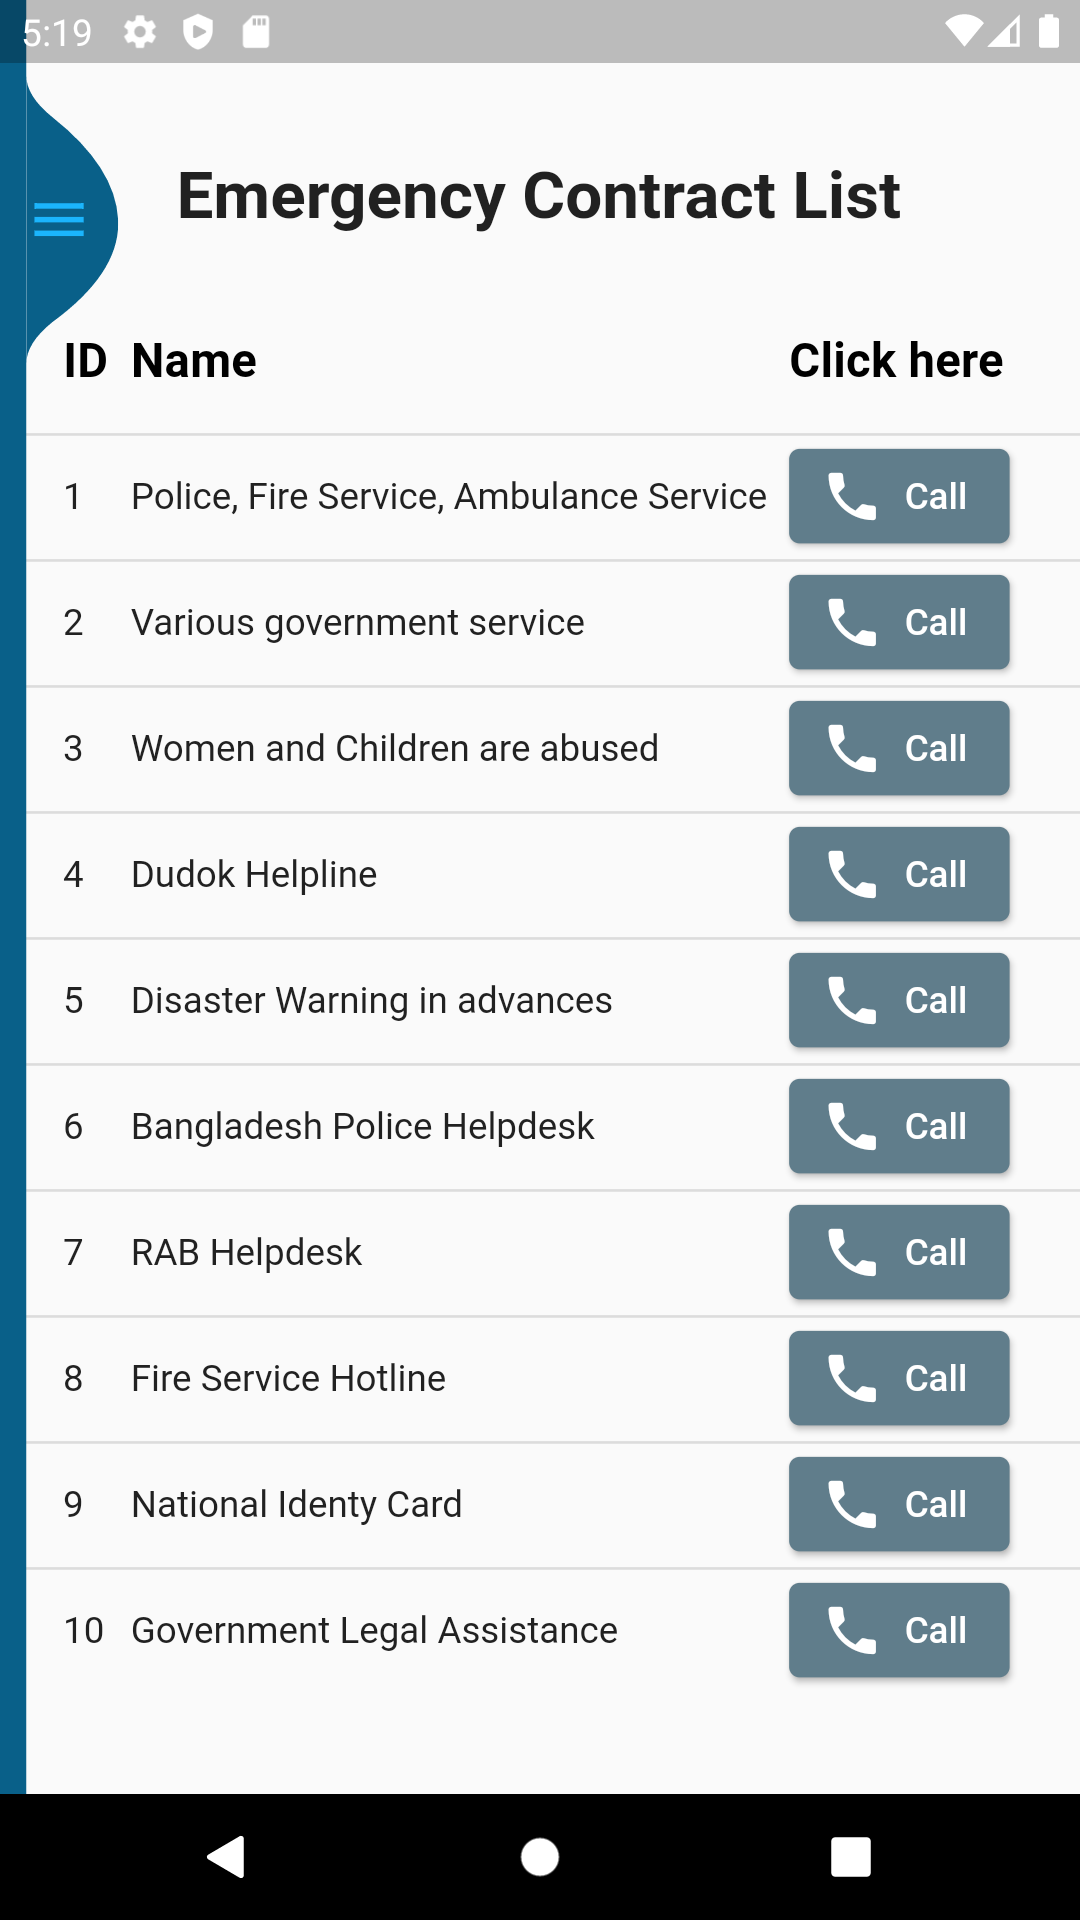 5:19
Emergency Contract List
ID Name Click here
1 Police, Fire Service, Ambulance Service Call
2 Various government service Call
3 Women and Children are abused Call
4 Dudok Helpline Call
5 Disaster Warning in advances Call
6 Bangladesh Police Helpdesk Call
7 RAB Helpdesk Call
8 Fire Service Hotline Call
9 National Identy Card Call
10 Government Legal Assistance Call